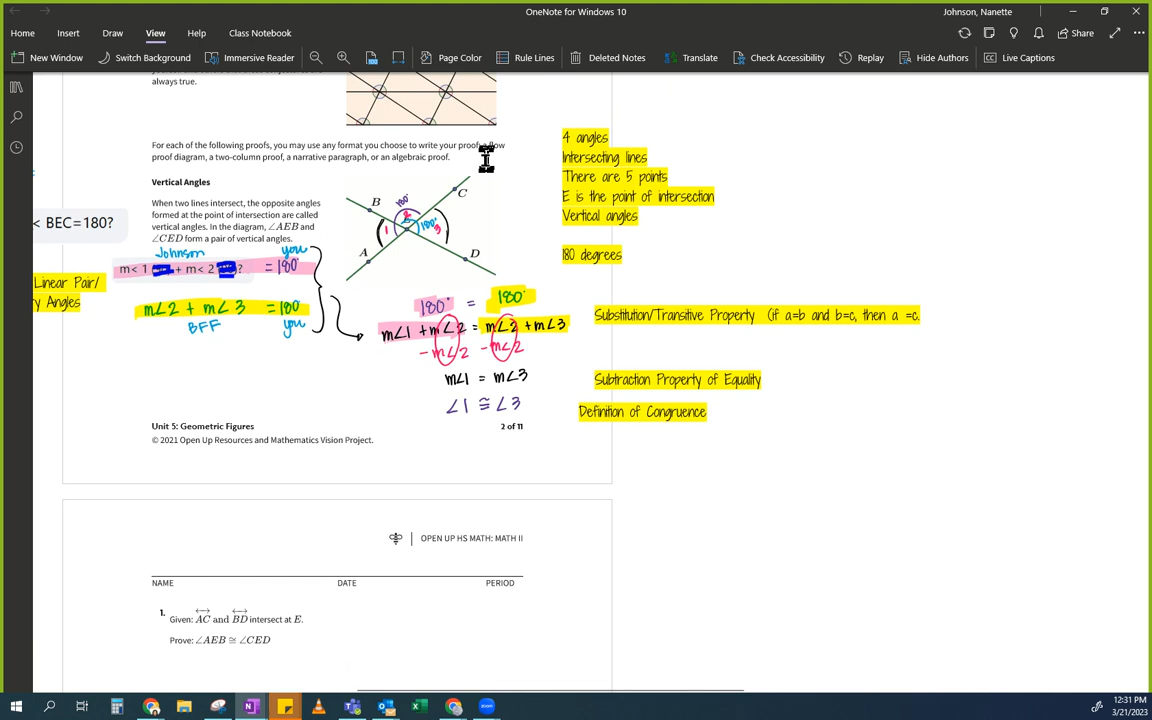 OneNote for Windows 10
Johnson, Nanette
Home Insert Draw View Help Class Notebook
Share
New Window Switch Background Immersive Reader Page Color Rule Lines Deleted Notes Translate Check Accessibility Replay Hide Authors Live Captions
always true.
For each of the following proofs, you may use any format you choose to write your proof: a flow
proof diagram, a two-column proof, a narrative paragraph, or an algebraic proof.
Vertical Angles
When two lines intersect, the opposite angles
formed at the point of intersection are called
vertical angles. In the diagram, ∠AEB and
∠CED form a pair of vertical angles.
< BEC=180?
Johnson you
m< 1 + m< 2 ? = 180°
Linear Pair/
y Angles
m∠2 + m∠3 = 180°
BFF you
B C
180°
2
1 180° 3
A D
4 angles
Intersecting lines
There are 5 points
E is the point of intersection
Vertical angles
180 degrees
180° = 180°
m∠1 + m∠2 = m∠2 + m∠3
- m∠2 - m∠2
m∠1 = m∠3
∠1 ≅ ∠3
Substitution/Transitive Property (if a=b and b=c, then a =c.
Subtraction Property of Equality
Definition of Congruence
Unit 5: Geometric Figures
2 of 11
© 2021 Open Up Resources and Mathematics Vision Project.
OPEN UP HS MATH: MATH II
NAME DATE PERIOD
1.
Given: AC and BD intersect at E.
Prove: ∠AEB ≅ ∠CED
12:31 PM
3/21/2023